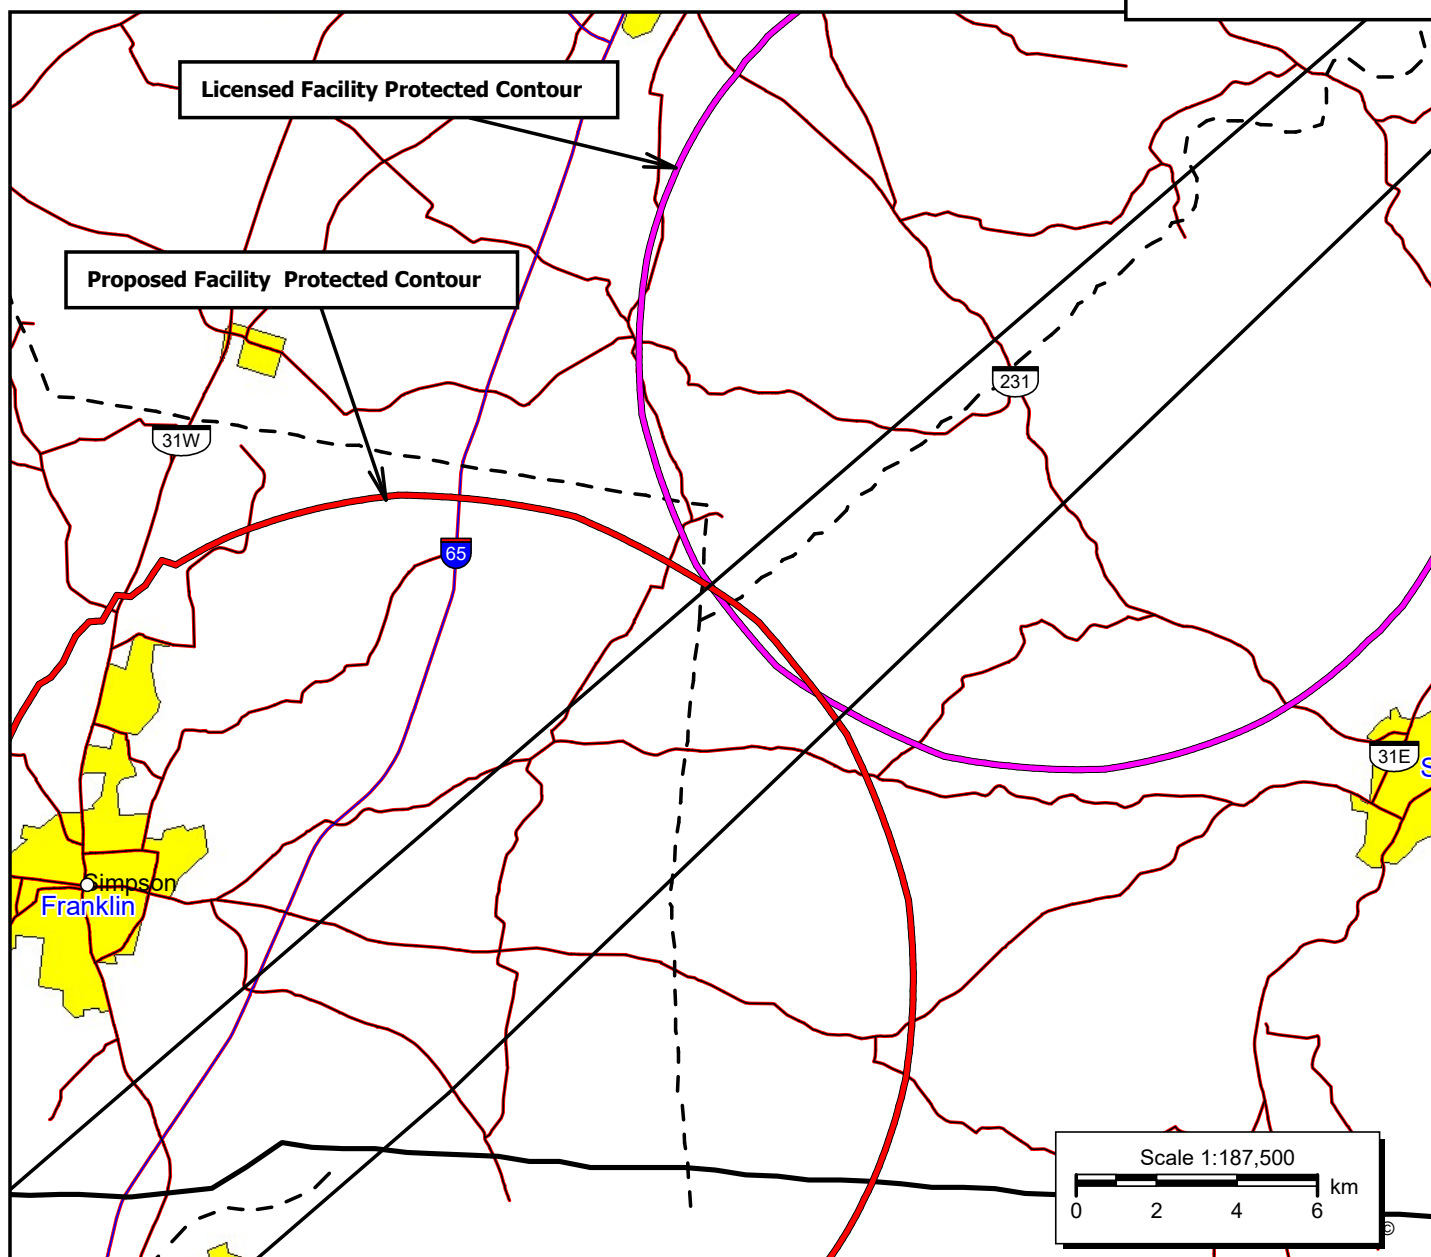 Licensed Facility Protected Contour
Proposed Facility  Protected Contour
231
31W
65
31E
S
Simpson
Franklin
Scale 1:187,500
km
0 2 4 6
©